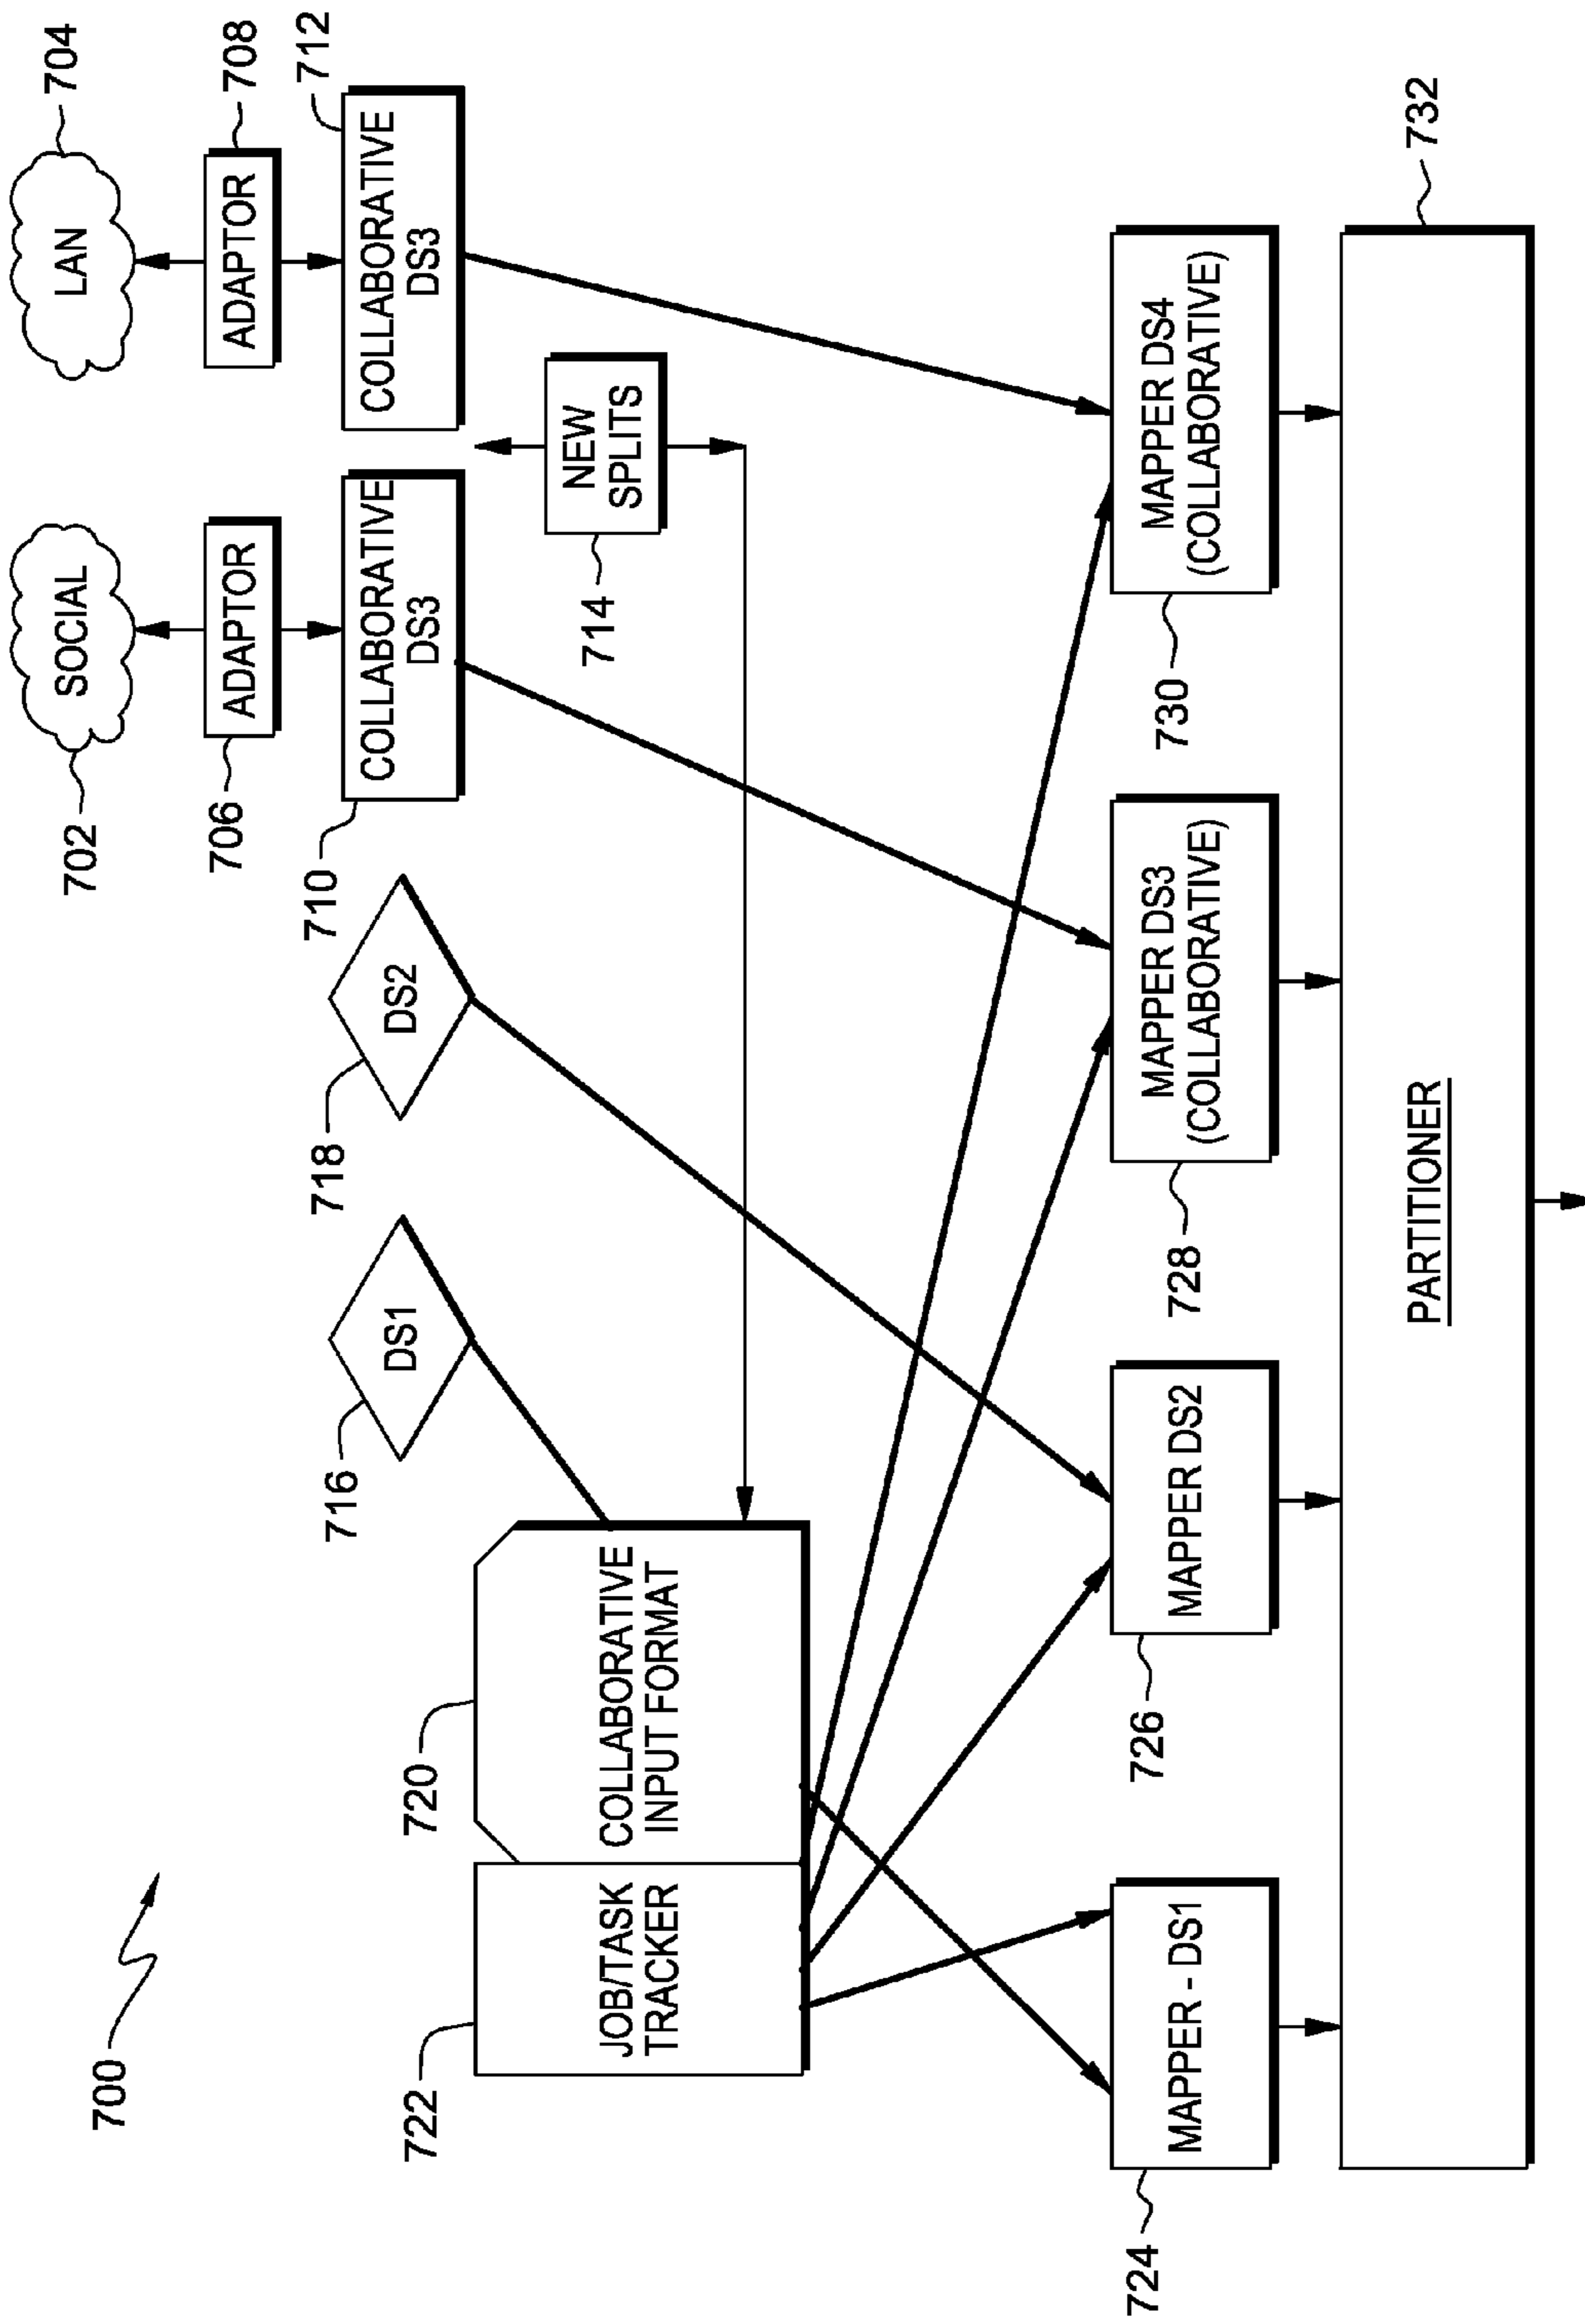 700
SOCIAL
702
LAN
704
ADAPTOR
706
ADAPTOR
708
COLLABORATIVE
DS3
710
COLLABORATIVE
DS3
712
NEW
SPLITS
714
DS1
716
DS2
718
JOB/TASK
TRACKER
722
COLLABORATIVE
INPUT FORMAT
720
MAPPER - DS1
724
MAPPER DS2
726
MAPPER DS3
(COLLABORATIVE)
728
MAPPER DS4
(COLLABORATIVE)
730
PARTITIONER
732